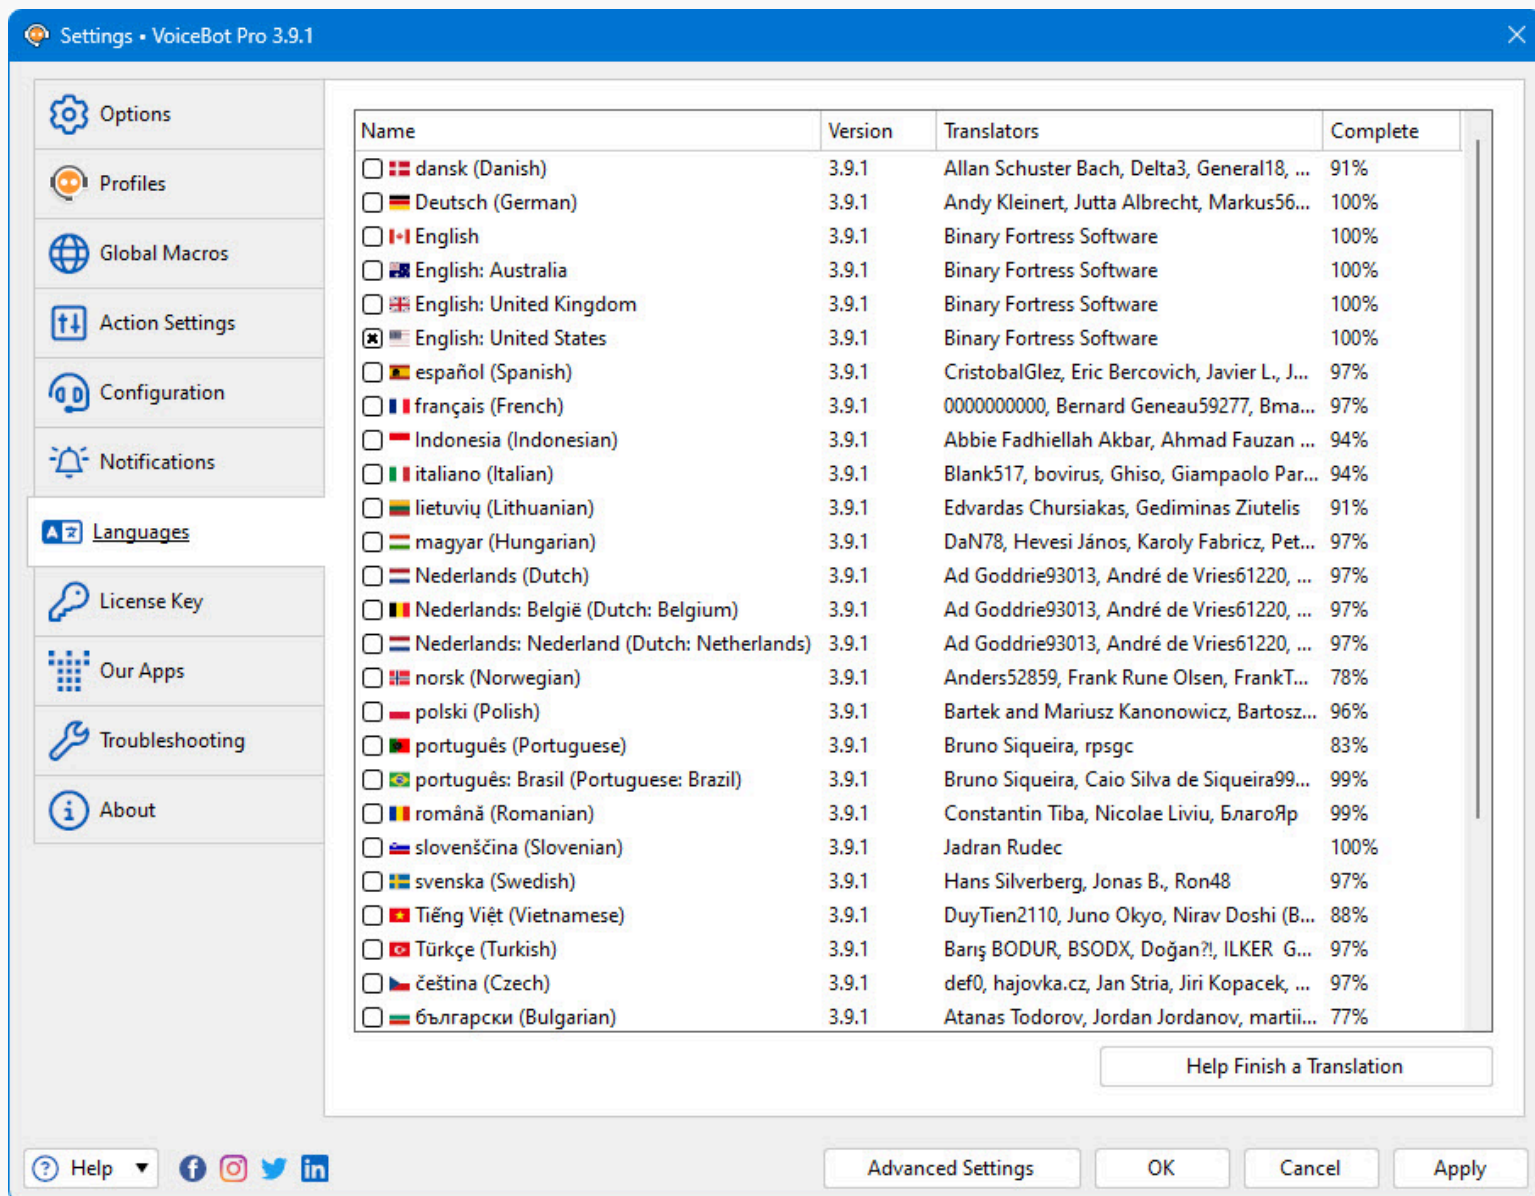 Settings • VoiceBot Pro 3.9.1
Options
Profiles
Global Macros
Action Settings
Configuration
Notifications
Languages
License Key
Our Apps
Troubleshooting
About
Name Version Translators Complete
dansk (Danish) 3.9.1 Allan Schuster Bach, Delta3, General18, ... 91%
Deutsch (German) 3.9.1 Andy Kleinert, Jutta Albrecht, Markus56... 100%
English 3.9.1 Binary Fortress Software 100%
English: Australia 3.9.1 Binary Fortress Software 100%
English: United Kingdom 3.9.1 Binary Fortress Software 100%
English: United States 3.9.1 Binary Fortress Software 100%
español (Spanish) 3.9.1 CristobalGlez, Eric Bercovich, Javier L., J... 97%
français (French) 3.9.1 0000000000, Bernard Geneau59277, Bma... 97%
Indonesia (Indonesian) 3.9.1 Abbie Fadhiellah Akbar, Ahmad Fauzan ... 94%
italiano (Italian) 3.9.1 Blank517, bovirus, Ghiso, Giampaolo Par... 94%
lietuvių (Lithuanian) 3.9.1 Edvardas Chursiakas, Gediminas Ziutelis 91%
magyar (Hungarian) 3.9.1 DaN78, Hevesi János, Karoly Fabricz, Pet... 97%
Nederlands (Dutch) 3.9.1 Ad Goddrie93013, André de Vries61220, ... 97%
Nederlands: België (Dutch: Belgium) 3.9.1 Ad Goddrie93013, André de Vries61220, ... 97%
Nederlands: Nederland (Dutch: Netherlands) 3.9.1 Ad Goddrie93013, André de Vries61220, ... 97%
norsk (Norwegian) 3.9.1 Anders52859, Frank Rune Olsen, FrankT... 78%
polski (Polish) 3.9.1 Bartek and Mariusz Kanonowicz, Bartosz... 96%
português (Portuguese) 3.9.1 Bruno Siqueira, rpsgc 83%
português: Brasil (Portuguese: Brazil) 3.9.1 Bruno Siqueira, Caio Silva de Siqueira99... 99%
română (Romanian) 3.9.1 Constantin Tiba, Nicolae Liviu, БлагоЯр 99%
slovenščina (Slovenian) 3.9.1 Jadran Rudec 100%
svenska (Swedish) 3.9.1 Hans Silverberg, Jonas B., Ron48 97%
Tiếng Việt (Vietnamese) 3.9.1 DuyTien2110, Juno Okyo, Nirav Doshi (B... 88%
Türkçe (Turkish) 3.9.1 Barış BODUR, BSODX, Doğan?!, ILKER G... 97%
čeština (Czech) 3.9.1 def0, hajovka.cz, Jan Stria, Jiri Kopacek, ... 97%
български (Bulgarian) 3.9.1 Atanas Todorov, Jordan Jordanov, martii... 77%
Help Finish a Translation
Help
Advanced Settings
OK
Cancel
Apply